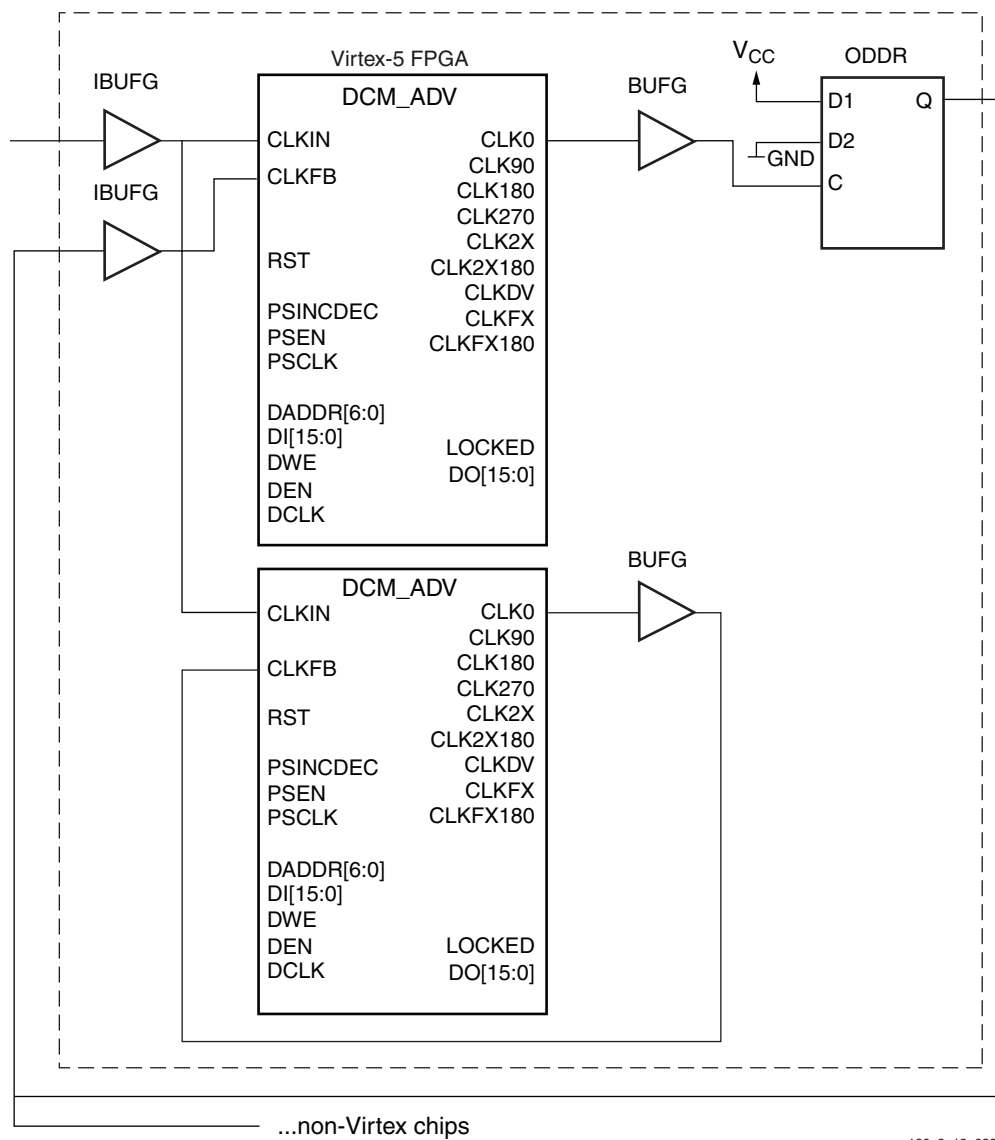 Virtex-5 FPGA
IBUFG
IBUFG
DCM_ADV
CLKIN
CLKFB
RST
PSINCDEC
PSEN
PSCLK
DADDR[6:0]
DI[15:0]
DWE
DEN
DCLK
CLK0
CLK90
CLK180
CLK270
CLK2X
CLK2X180
CLKDV
CLKFX
CLKFX180
LOCKED
DO[15:0]
BUFG
VCC
GND
ODDR
D1
D2
C
Q
DCM_ADV
CLKIN
CLKFB
RST
PSINCDEC
PSEN
PSCLK
DADDR[6:0]
DI[15:0]
DWE
DEN
DCLK
CLK0
CLK90
CLK180
CLK270
CLK2X
CLK2X180
CLKDV
CLKFX
CLKFX180
LOCKED
DO[15:0]
BUFG
...non-Virtex chips